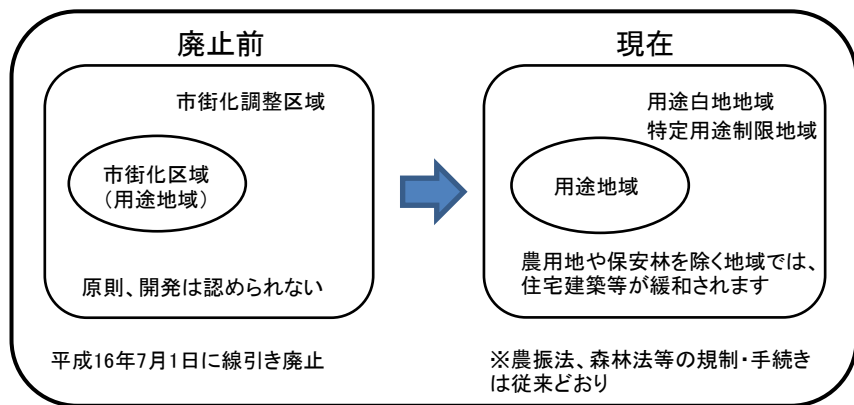 廃止前
市街化調整区域
市街化区域
（用途地域）
原則、開発は認められない
平成16年7月1日に線引き廃止
現在
用途白地地域
特定用途制限地域
用途地域
農用地や保安林を除く地域では、
住宅建築等が緩和されます
※農振法、森林法等の規制・手続き
は従来どおり